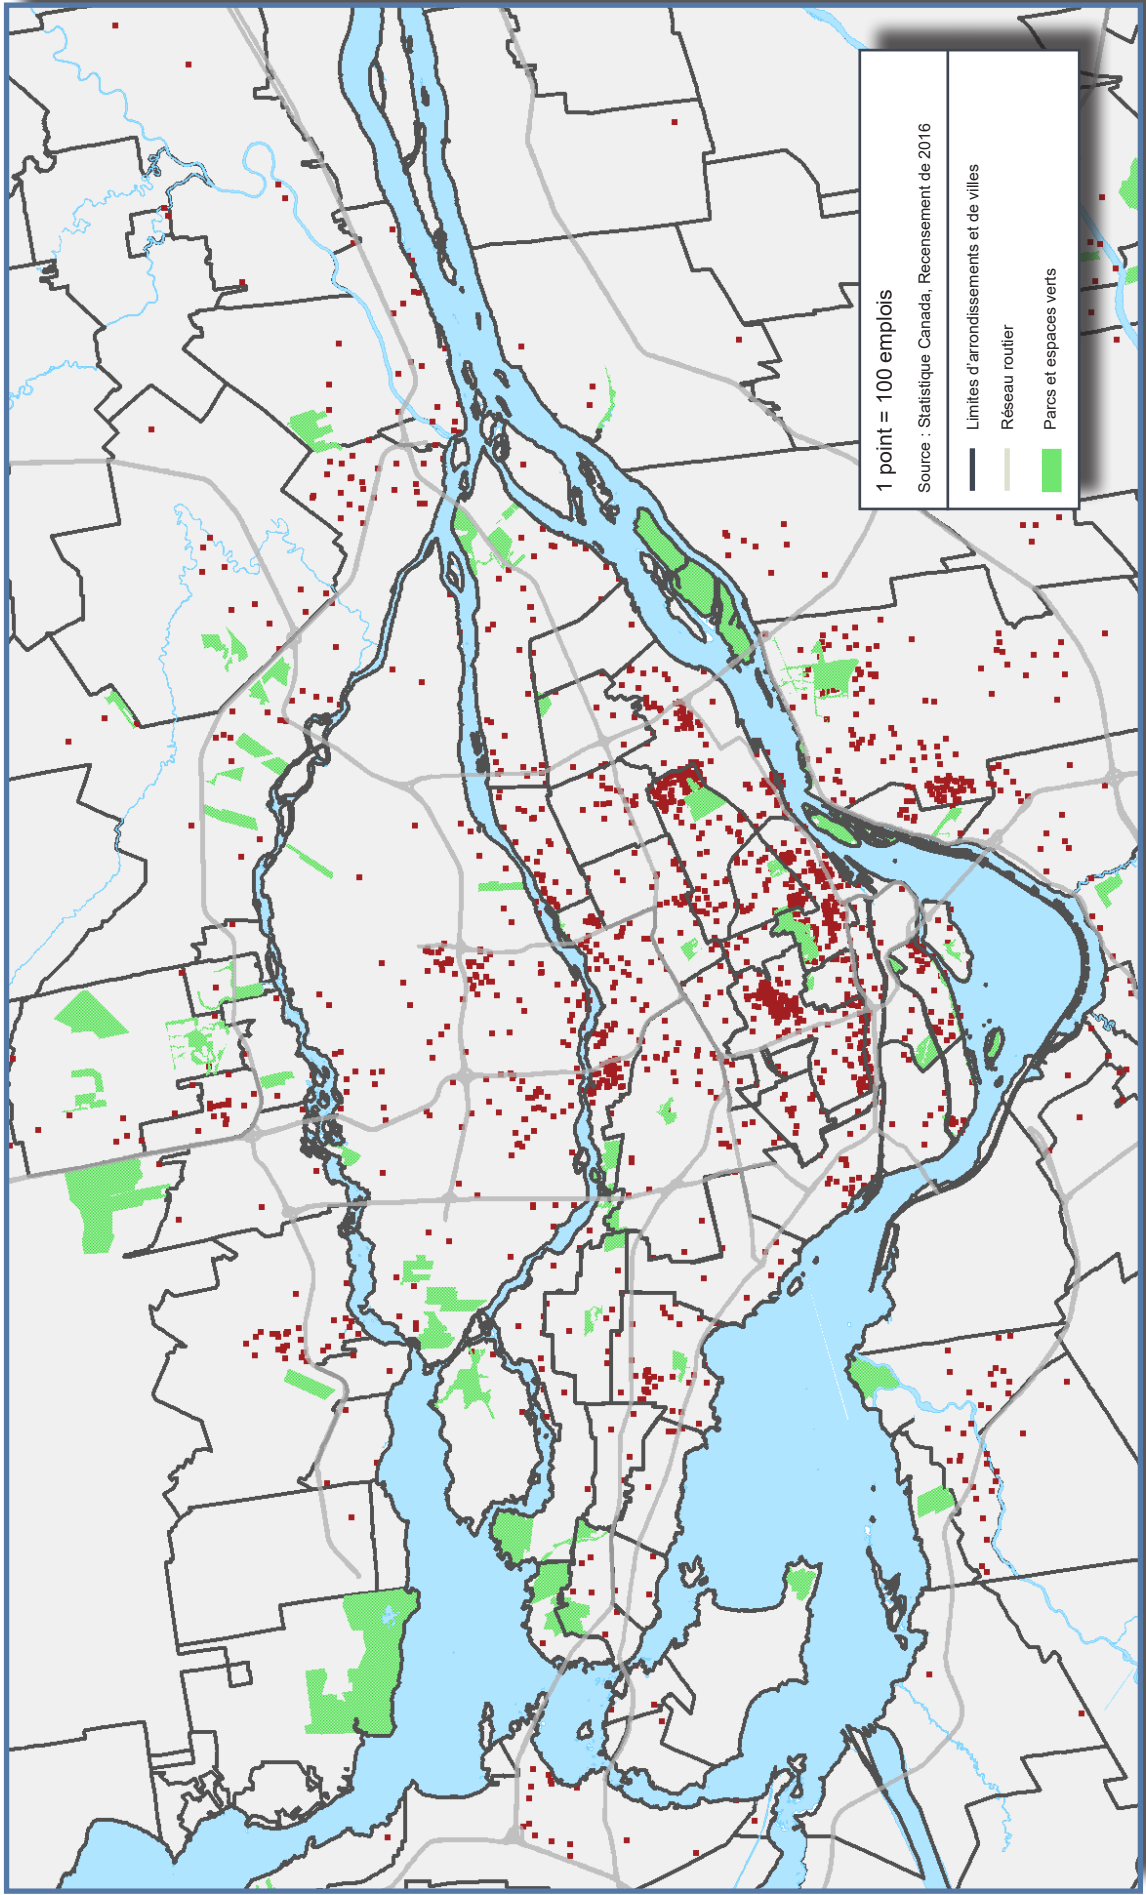 1 point = 100 emplois
Source : Statistique Canada, Recensement de 2016
Limites d'arrondissements et de villes
Réseau routier
Parcs et espaces verts